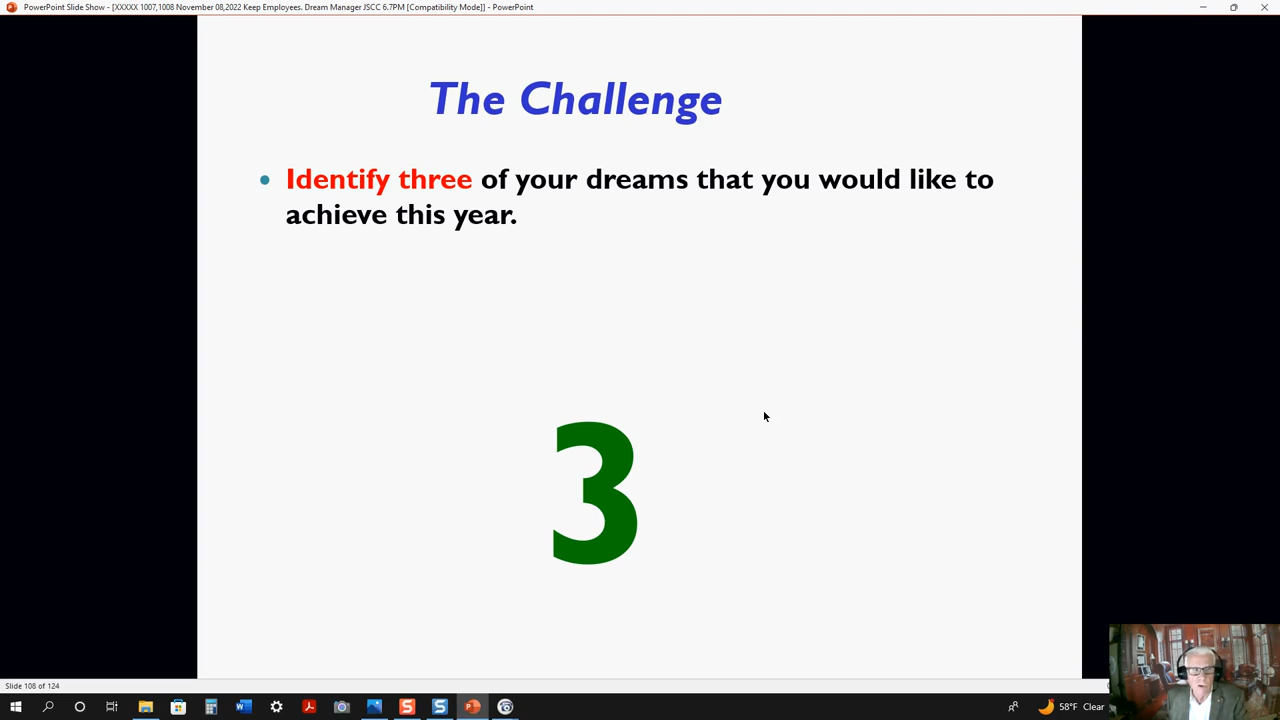 PowerPoint Slide Show - [XXXXX 1007,1008 November 08,2022 Keep Employees. Dream Manager JSCC 6.7PM [Compatibility Mode]] - PowerPoint
The Challenge
• Identify three of your dreams that you would like to
achieve this year.
3
Slide 108 of 124
58°F Clear